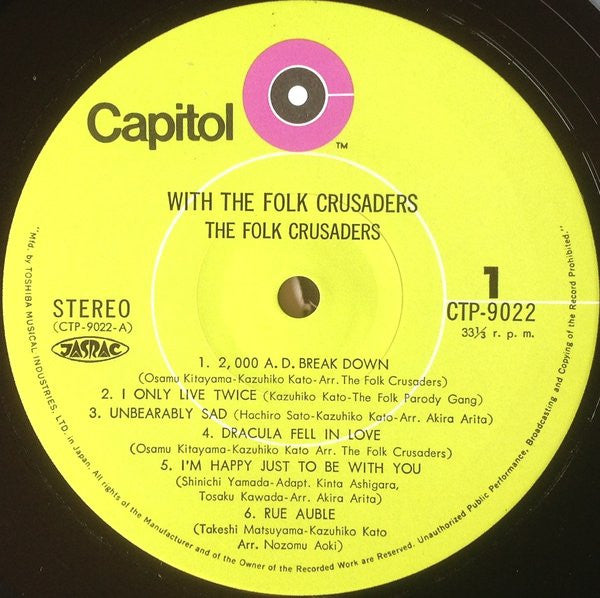 Capitol
TM
WITH THE FOLK CRUSADERS
THE FOLK CRUSADERS
STEREO
(CTP-9022-A)
JASRAC
1
CTP-9022
33⅓ r. p. m.
1. 2,000 A. D. BREAK DOWN
(Osamu Kitayama-Kazuhiko Kato-Arr. The Folk Crusaders)
2. I ONLY LIVE TWICE (Kazuhiko Kato-The Folk Parody Gang)
3. UNBEARABLY SAD (Hachiro Sato-Kazuhiko Kato-Arr. Akira Arita)
4. DRACULA FELL IN LOVE
(Osamu Kitayama-Kazuhiko Kato Arr. The Folk Crusaders)
5. I'M HAPPY JUST TO BE WITH YOU
(Shinichi Yamada-Adapt. Kinta Ashigara,
Tosaku Kawada-Arr. Akira Arita)
6. RUE AUBLE
(Takeshi Matsuyama-Kazuhiko Kato
Arr. Nozomu Aoki)
"Mfd. by TOSHIBA MUSICAL INDUSTRIES, LTD. in Japan. All rights of the Manufacturer and of the Owner of the Recorded Work are Reserved. Unauthorized Public Performance, Broadcasting and Copying of the Record Prohibited."